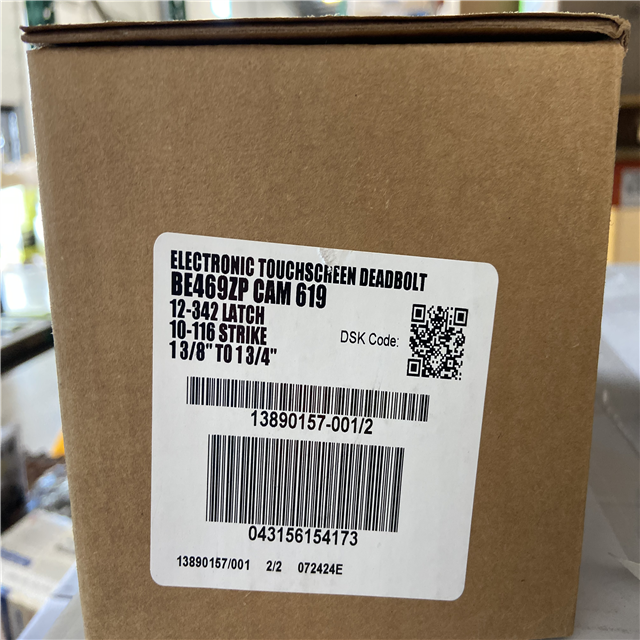 ELECTRONIC TOUCHSCREEN DEADBOLT
BE469ZP CAM 619
12-342 LATCH
10-116 STRIKE
1 3/8" TO 1 3/4"
DSK Code:
13890157-001/2
043156154173
13890157/001 2/2 072424E